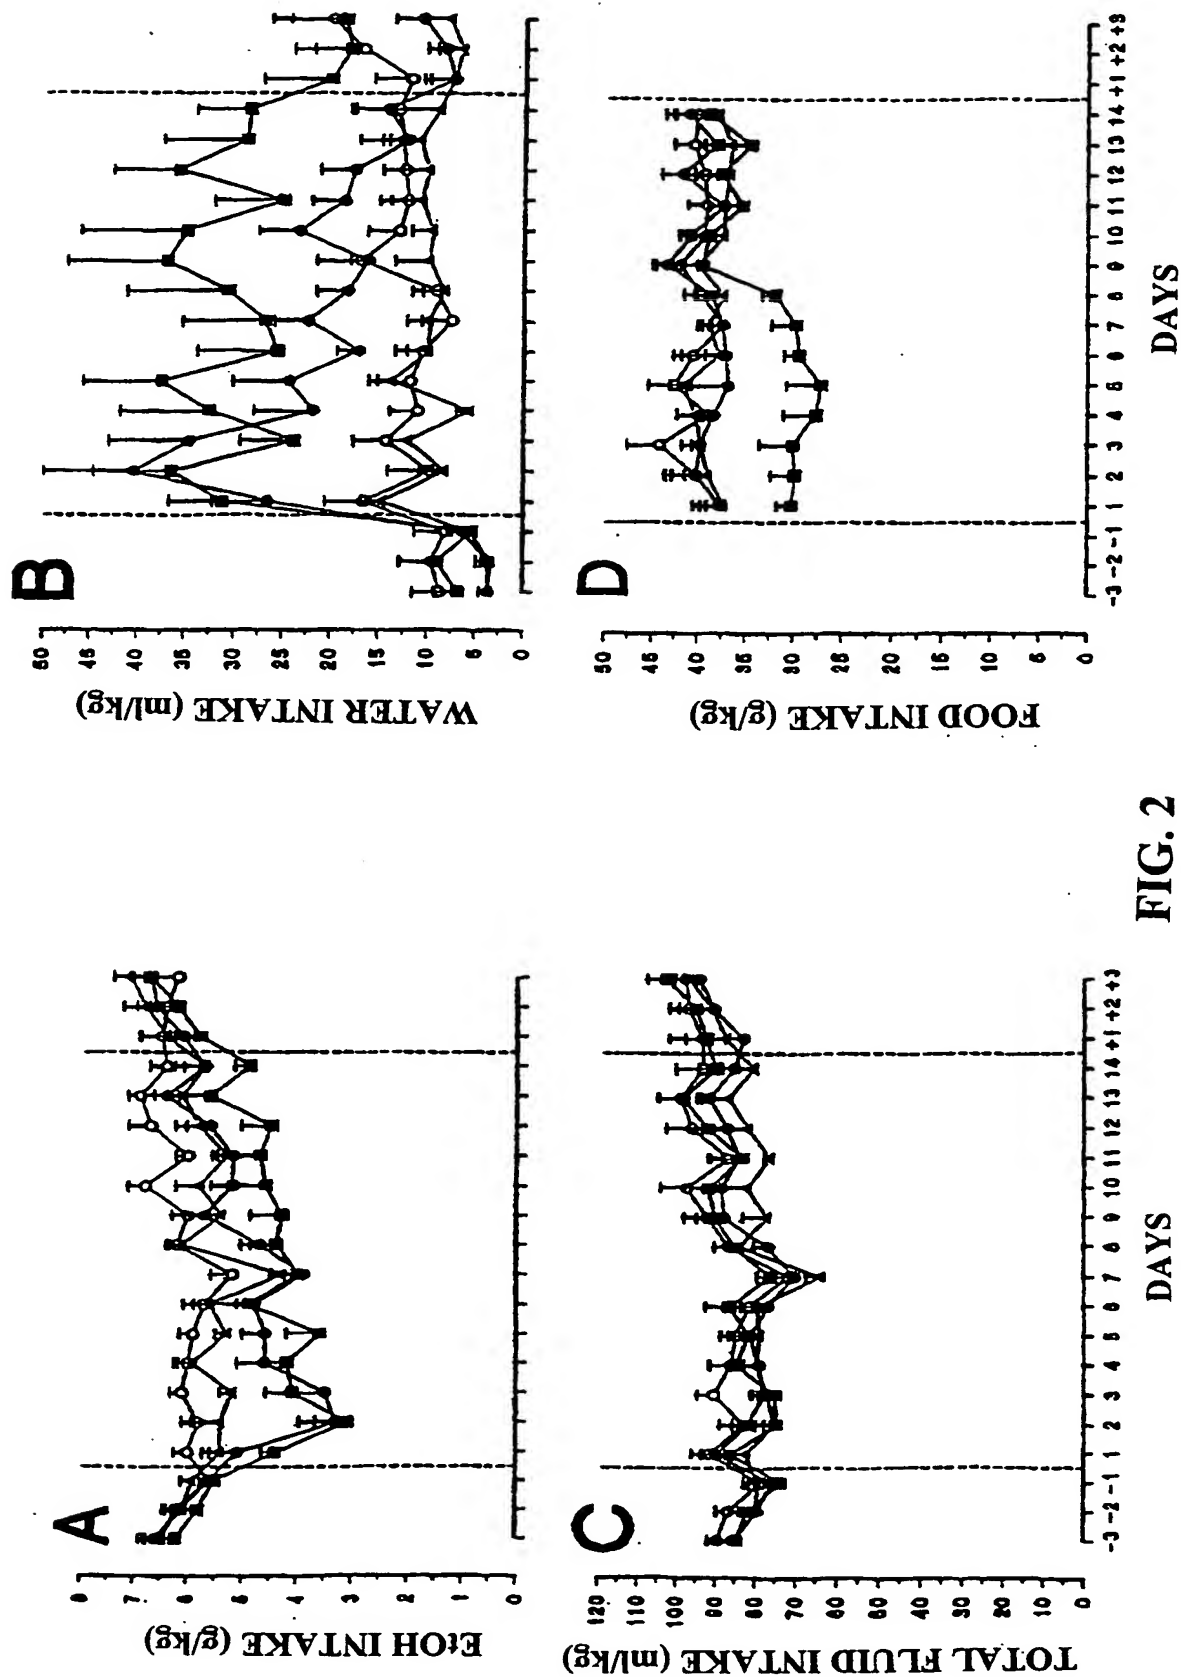 A
EtOH INTAKE (g/kg)
8 7 6 5 4 3 2 1 0
B
WATER INTAKE (ml/kg)
50 45 40 35 30 25 20 15 10 5 0
C
TOTAL FLUID INTAKE (ml/kg)
120 110 100 90 80 70 60 50 40 30 20 10 0
-3 -2 -1 1 2 3 4 5 6 7 8 9 10 11 12 13 14 +1 +2 +3
DAYS
D
FOOD INTAKE (g/kg)
50 45 40 35 30 25 20 15 10 5 0
-3 -2 -1 1 2 3 4 5 6 7 8 9 10 11 12 13 14 +1 +2 +3
DAYS
FIG. 2